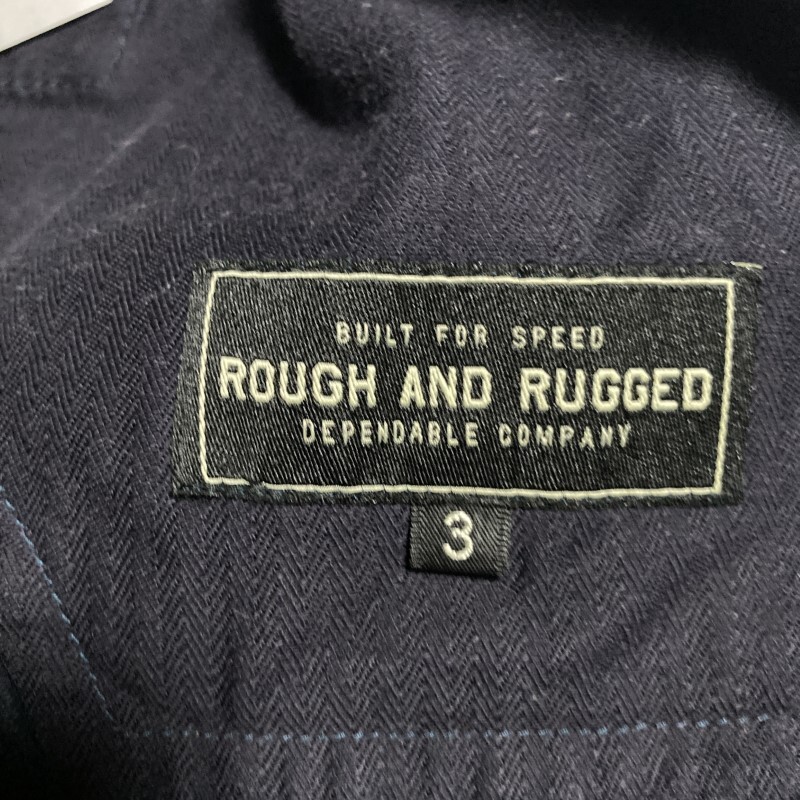 BUILT FOR SPEED
ROUGH AND RUGGED
DEPENDABLE COMPANY
3